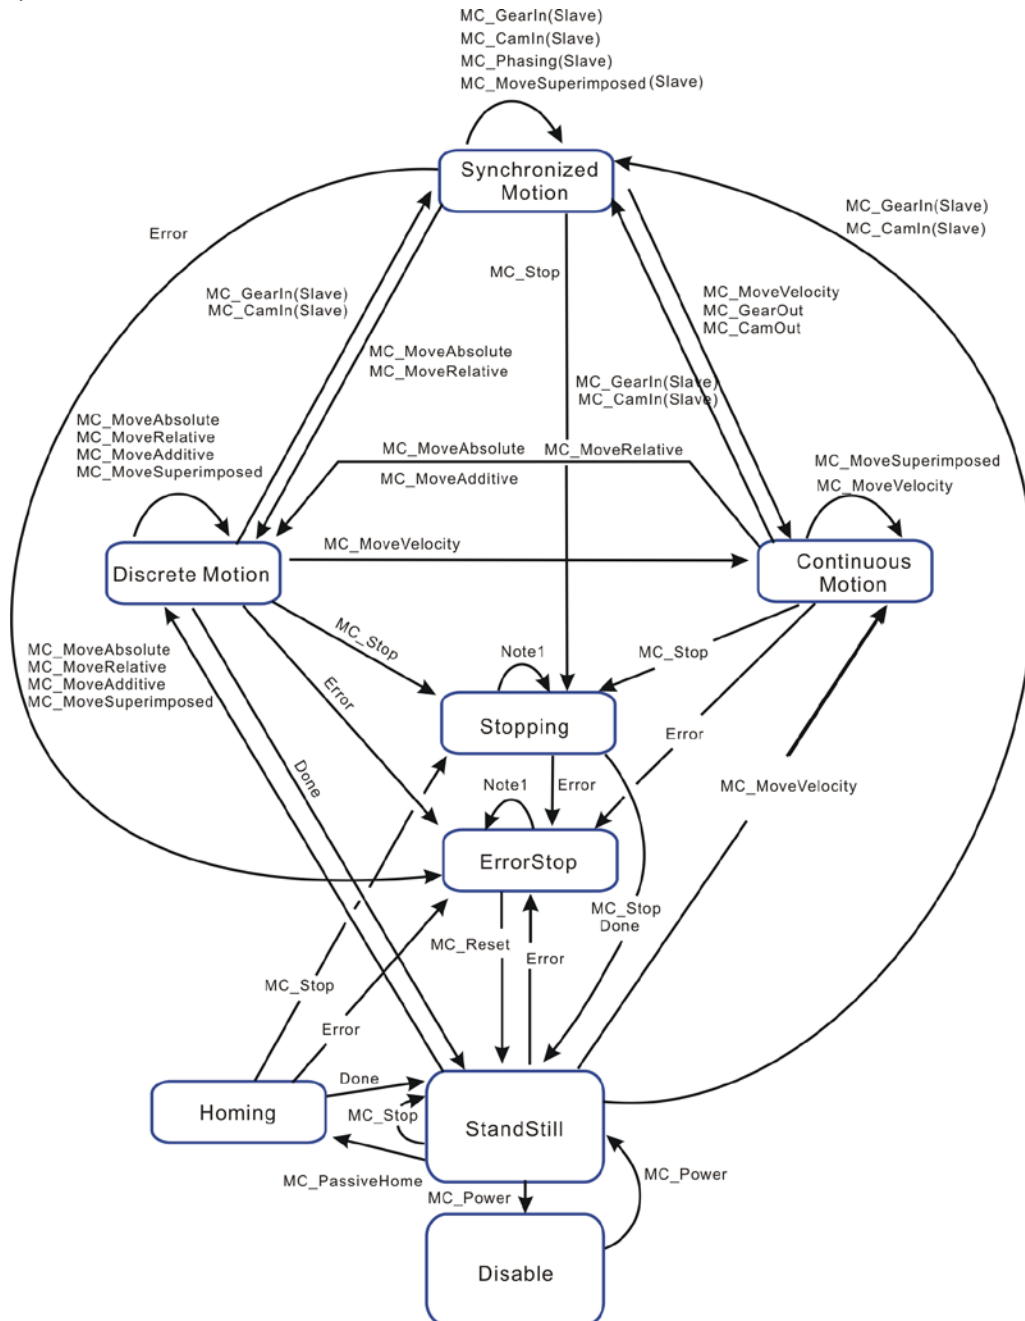 MC_GearIn(Slave)
MC_CamIn(Slave)
MC_Phasing(Slave)
MC_MoveSuperimposed (Slave)
Synchronized
Motion
Error
MC_GearIn(Slave)
MC_CamIn(Slave)
MC_Stop
MC_GearIn(Slave)
MC_CamIn(Slave)
MC_MoveVelocity
MC_GearOut
MC_CamOut
MC_MoveAbsolute
MC_MoveRelative
MC_GearIn(Slave)
MC_CamIn(Slave)
MC_MoveAbsolute
MC_MoveRelative
MC_MoveAdditive
MC_MoveSuperimposed
MC_MoveAbsolute MC_MoveRelative
MC_MoveAdditive
MC_MoveSuperimposed
MC_MoveVelocity
MC_MoveVelocity
Discrete Motion
Continuous
Motion
MC_Stop
MC_Stop
Note1
MC_MoveAbsolute
MC_MoveRelative
MC_MoveAdditive
MC_MoveSuperimposed
Error
Stopping
Error
Done
Note1
Error
MC_MoveVelocity
ErrorStop
MC_Stop
Done
MC_Reset
Error
MC_Stop
Error
Done
Homing
MC_Stop
StandStill
MC_PassiveHome
MC_Power
MC_Power
Disable